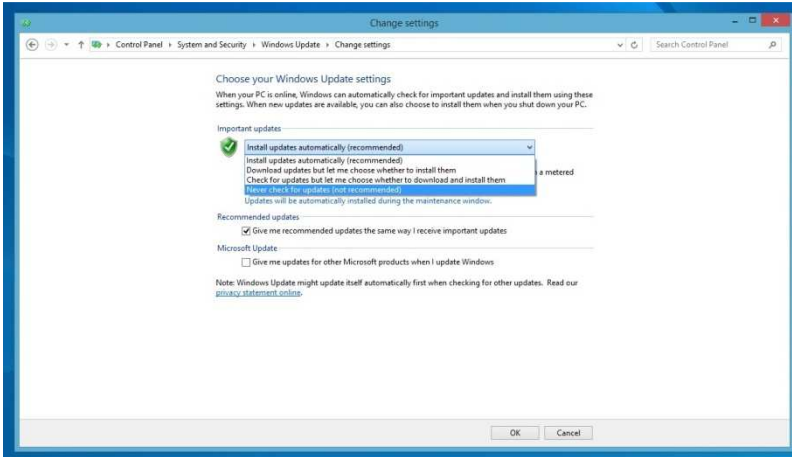 Change settings
Control Panel ▸ System and Security ▸ Windows Update ▸ Change settings
Search Control Panel
Choose your Windows Update settings
When your PC is online, Windows can automatically check for important updates and install them using these
settings. When new updates are available, you can also choose to install them when you shut down your PC.
Important updates
Install updates automatically (recommended)
Install updates automatically (recommended)
Download updates but let me choose whether to install them
a metered
Check for updates but let me choose whether to download and install them
Never check for updates (not recommended)
Updates will be automatically installed during the maintenance window.
Recommended updates
Give me recommended updates the same way I receive important updates
Microsoft Update
Give me updates for other Microsoft products when I update Windows
Note: Windows Update might update itself automatically first when checking for other updates. Read our
privacy statement online.
OK Cancel